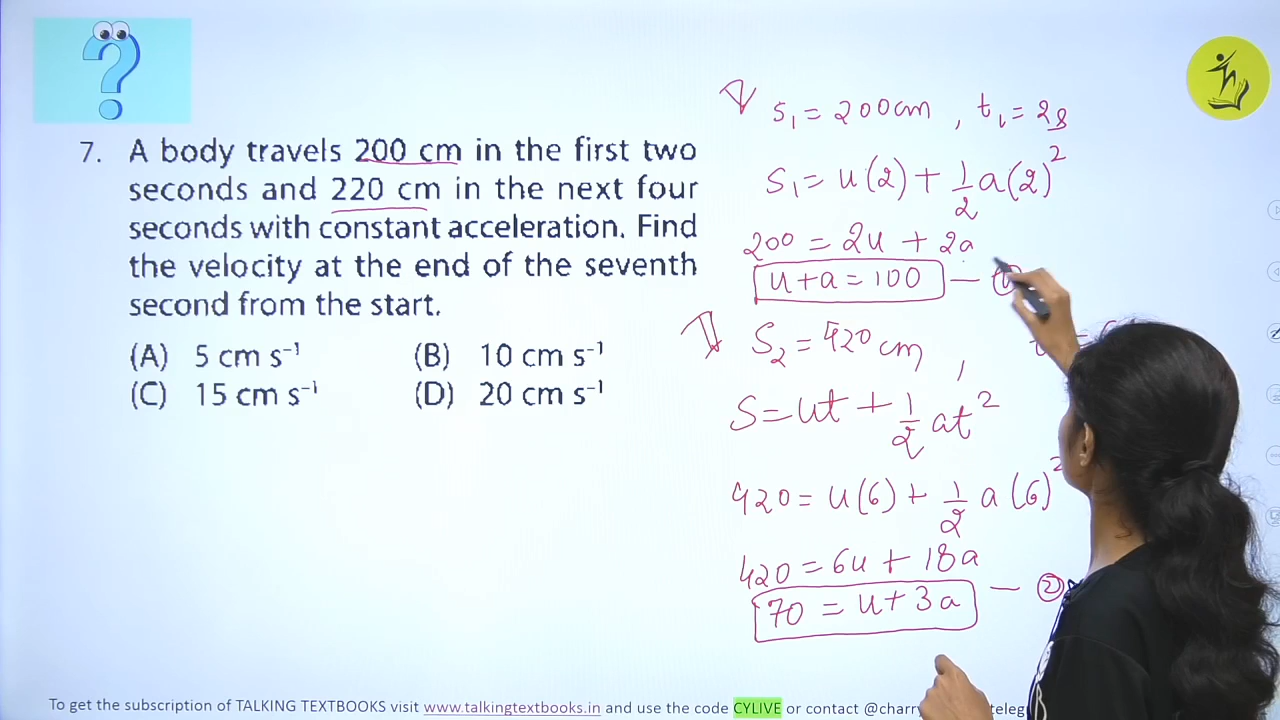 7. A body travels 200 cm in the first two
seconds and 220 cm in the next four
seconds with constant acceleration. Find
the velocity at the end of the seventh
second from the start.
(A) 5 cm s⁻¹ (B) 10 cm s⁻¹
(C) 15 cm s⁻¹ (D) 20 cm s⁻¹
I S₁ = 200cm , t₁ = 2s
S₁ = u(2) + 1/2 a(2)²
200 = 2u + 2a
u+a = 100 —
II S₂ = 420 cm ,
S = ut + 1/2 at²
420 = u(6) + 1/2 a(6)²
420 = 6u + 18a
70 = u + 3a — ②
To get the subscription of TALKING TEXTBOOKS visit www.talkingtextbooks.in and use the code CYLIVE or contact